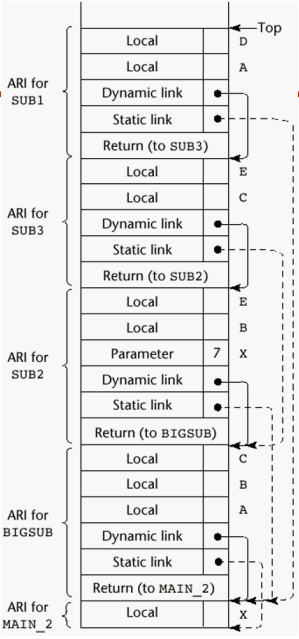 Top
Local D
ARI for
SUB1
Local A
Dynamic link
Static link
Return (to SUB3)
Local E
ARI for
SUB3
Local C
Dynamic link
Static link
Return (to SUB2)
Local E
Local B
ARI for
SUB2
Parameter 7 X
Dynamic link
Static link
Return (to BIGSUB)
Local C
Local B
Local A
ARI for
BIGSUB
Dynamic link
Static link
Return (to MAIN_2)
ARI for
MAIN_2
Local X